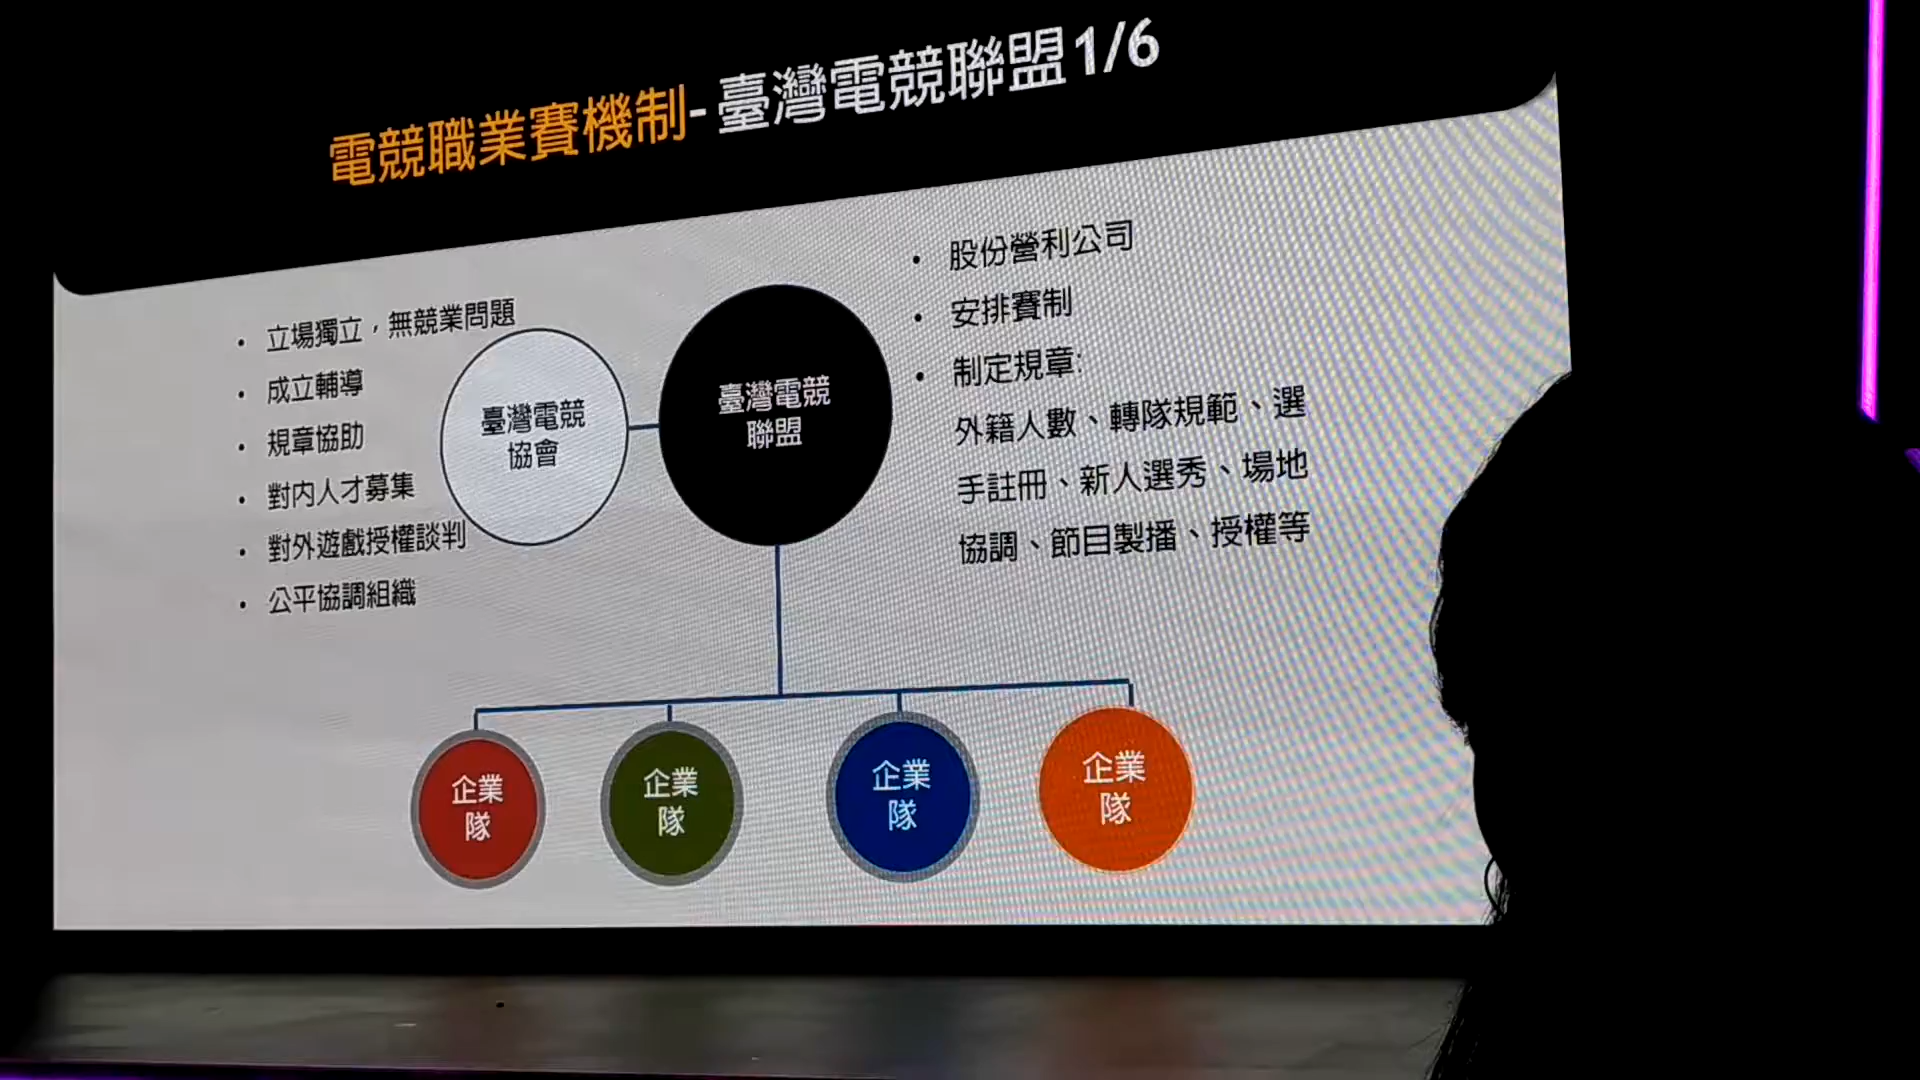 電競職業賽機制-臺灣電競聯盟1/6
• 立場獨立，無競業問題
• 成立輔導
• 規章協助
• 對內人才募集
• 對外遊戲授權談判
• 公平協調組織
臺灣電競
協會
臺灣電競
聯盟
• 股份營利公司
• 安排賽制
• 制定規章:
外籍人數、轉隊規範、選
手註冊、新人選秀、場地
協調、節目製播、授權等
企業
隊
企業
隊
企業
隊
企業
隊